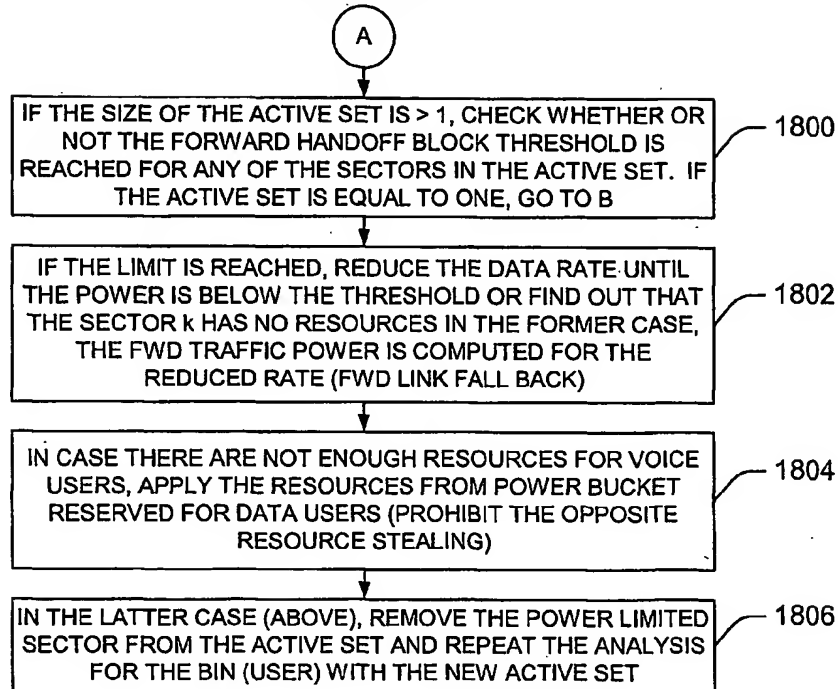 A
IF THE SIZE OF THE ACTIVE SET IS > 1, CHECK WHETHER OR
NOT THE FORWARD HANDOFF BLOCK THRESHOLD IS
REACHED FOR ANY OF THE SECTORS IN THE ACTIVE SET. IF
THE ACTIVE SET IS EQUAL TO ONE, GO TO B
1800
IF THE LIMIT IS REACHED, REDUCE THE DATA RATE UNTIL
THE POWER IS BELOW THE THRESHOLD OR FIND OUT THAT
THE SECTOR k HAS NO RESOURCES IN THE FORMER CASE,
THE FWD TRAFFIC POWER IS COMPUTED FOR THE
REDUCED RATE (FWD LINK FALL BACK)
1802
IN CASE THERE ARE NOT ENOUGH RESOURCES FOR VOICE
USERS, APPLY THE RESOURCES FROM POWER BUCKET
RESERVED FOR DATA USERS (PROHIBIT THE OPPOSITE
RESOURCE STEALING)
1804
IN THE LATTER CASE (ABOVE), REMOVE THE POWER LIMITED
SECTOR FROM THE ACTIVE SET AND REPEAT THE ANALYSIS
FOR THE BIN (USER) WITH THE NEW ACTIVE SET
1806